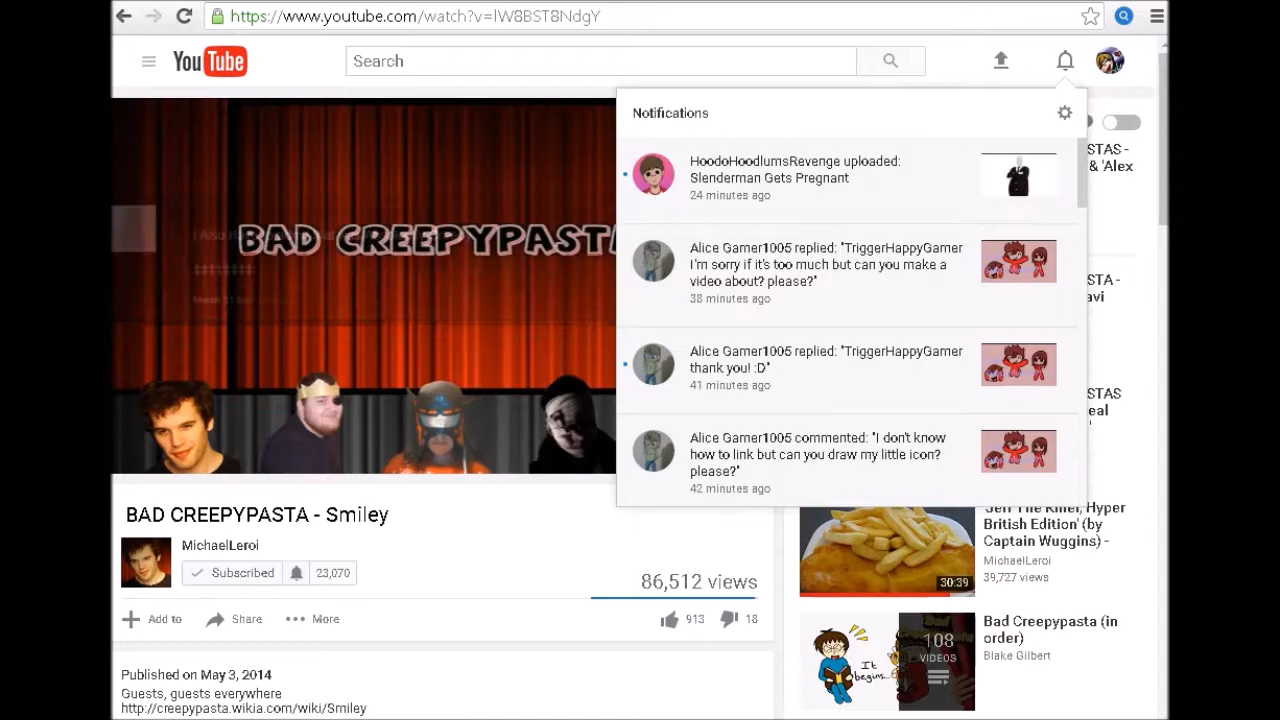 https://www.youtube.com/watch?v=lW8BST8NdgY
YouTube
Search
Notifications
HoodoHoodlumsRevenge uploaded:
Slenderman Gets Pregnant
24 minutes ago
Alice Gamer1005 replied: "TriggerHappyGamer
I'm sorry if it's too much but can you make a
video about? please?"
38 minutes ago
Alice Gamer1005 replied: "TriggerHappyGamer
thank you! :D"
41 minutes ago
Alice Gamer1005 commented: "I don't know
how to link but can you draw my little icon?
please?"
42 minutes ago
STAS -
& 'Alex
STA -
avi
STAS
eal
BAD CREEPYPASTA
I Also
BAD CREEPYPASTA - Smiley
MichaelLeroi
Subscribed 23,070
86,512 views
Add to Share More 913 18
Published on May 2, 2014
Guests, guests everywhere
http://creepypasta.wikia.com/wiki/Smiley
'Jeff The Killer, Hyper
British Edition' (by
Captain Wuggins) -
MichaelLeroi
39,727 views
30:39
Bad Creepypasta (in
order)
Blake Gilbert
108
VIDEOS
It
begins...